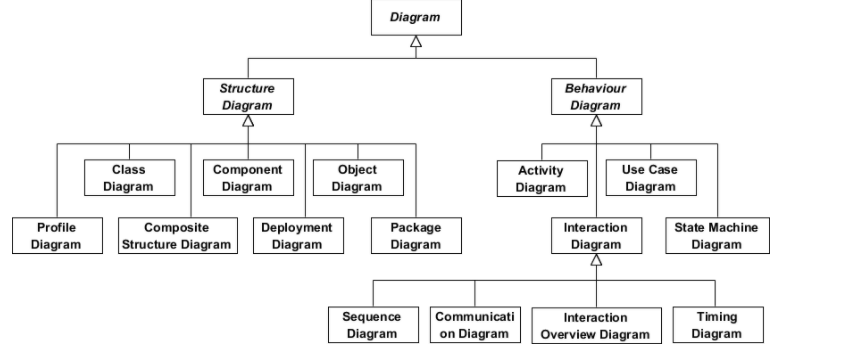 Diagram
Structure
Diagram
Behaviour
Diagram
Class
Diagram
Component
Diagram
Object
Diagram
Activity
Diagram
Use Case
Diagram
Profile
Diagram
Composite
Structure Diagram
Deployment
Diagram
Package
Diagram
Interaction
Diagram
State Machine
Diagram
Sequence
Diagram
Communicati
on Diagram
Interaction
Overview Diagram
Timing
Diagram